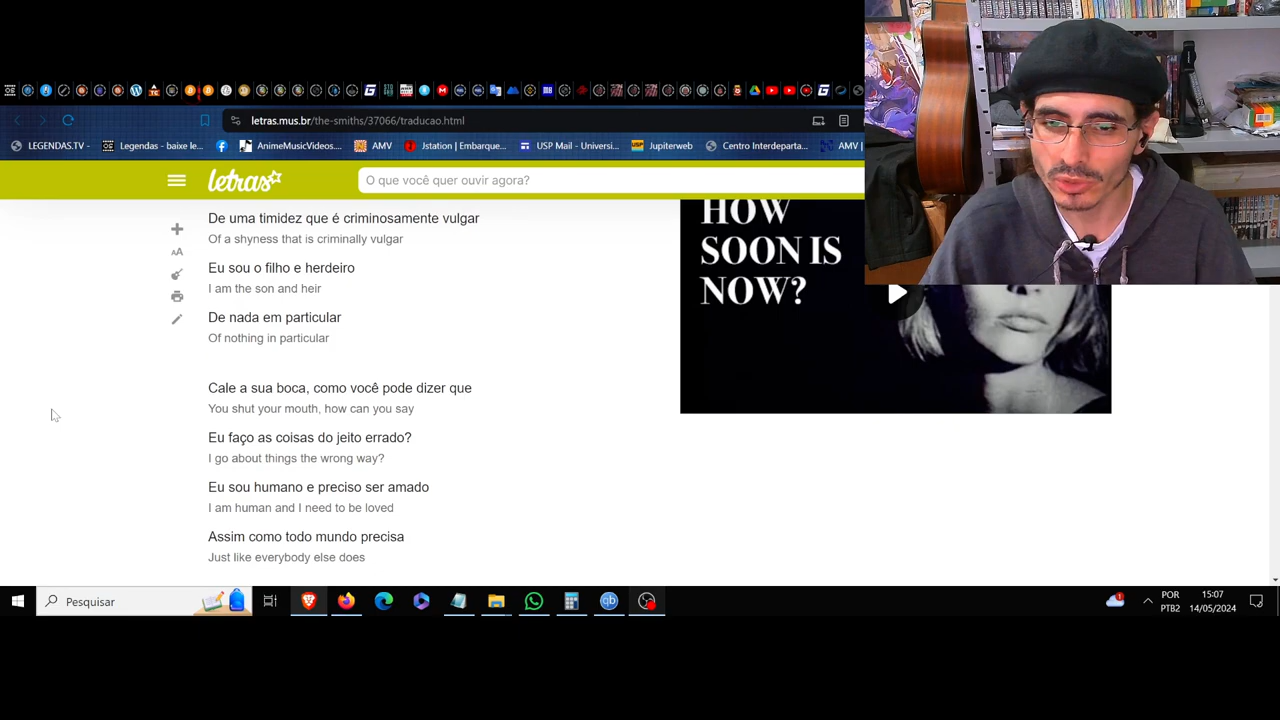 letras.mus.br/the-smiths/37066/traducao.html
LEGENDAS.TV -
Legendas - baixe le...
AnimeMusicVideos....
AMV
Jstation | Embarque...
USP Mail - Universi...
Jupiterweb
Centro Interdeparta...
AMV |
letras
O que você quer ouvir agora?
De uma timidez que é criminosamente vulgar
Of a shyness that is criminally vulgar
Eu sou o filho e herdeiro
I am the son and heir
De nada em particular
Of nothing in particular
Cale a sua boca, como você pode dizer que
You shut your mouth, how can you say
Eu faço as coisas do jeito errado?
I go about things the wrong way?
Eu sou humano e preciso ser amado
I am human and I need to be loved
Assim como todo mundo precisa
Just like everybody else does
AA
HOW
SOON IS
NOW?
Pesquisar
qb
1
POR
PTB2
15:07
14/05/2024